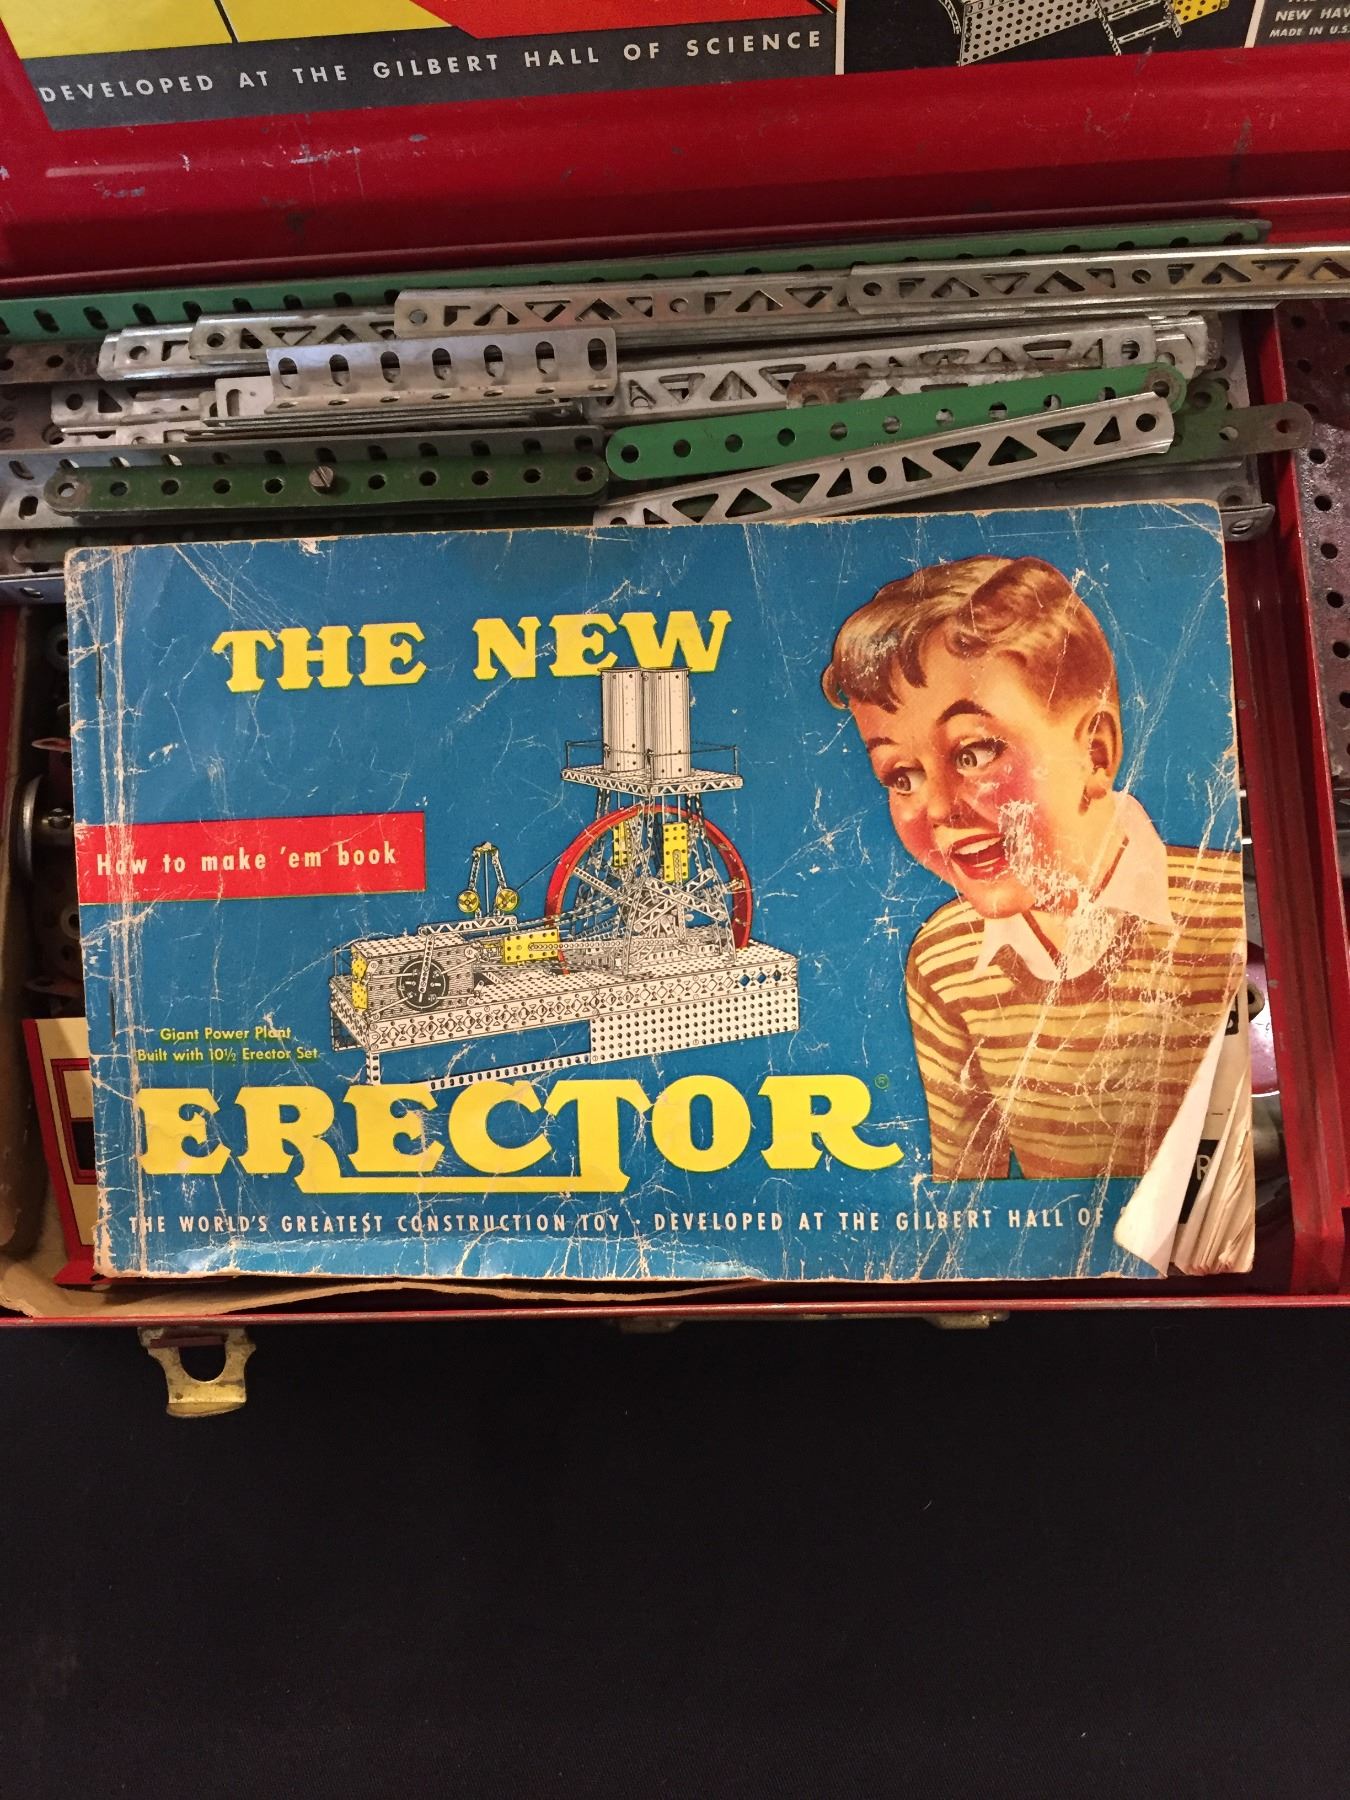 DEVELOPED AT THE GILBERT HALL OF SCIENCE
NEW HAV
MADE IN U.S.
THE NEW
How to make 'em book
Giant Power Plant
Built with 10½ Erector Set
ERECTOR®
THE WORLD'S GREATEST CONSTRUCTION TOY · DEVELOPED AT THE GILBERT HALL OF